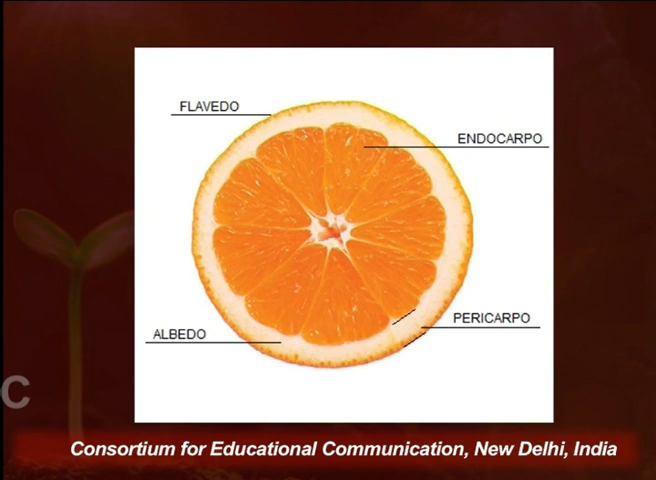 FLAVEDO
ENDOCARPO
PERICARPO
ALBEDO
C
Consortium for Educational Communication, New Delhi, India